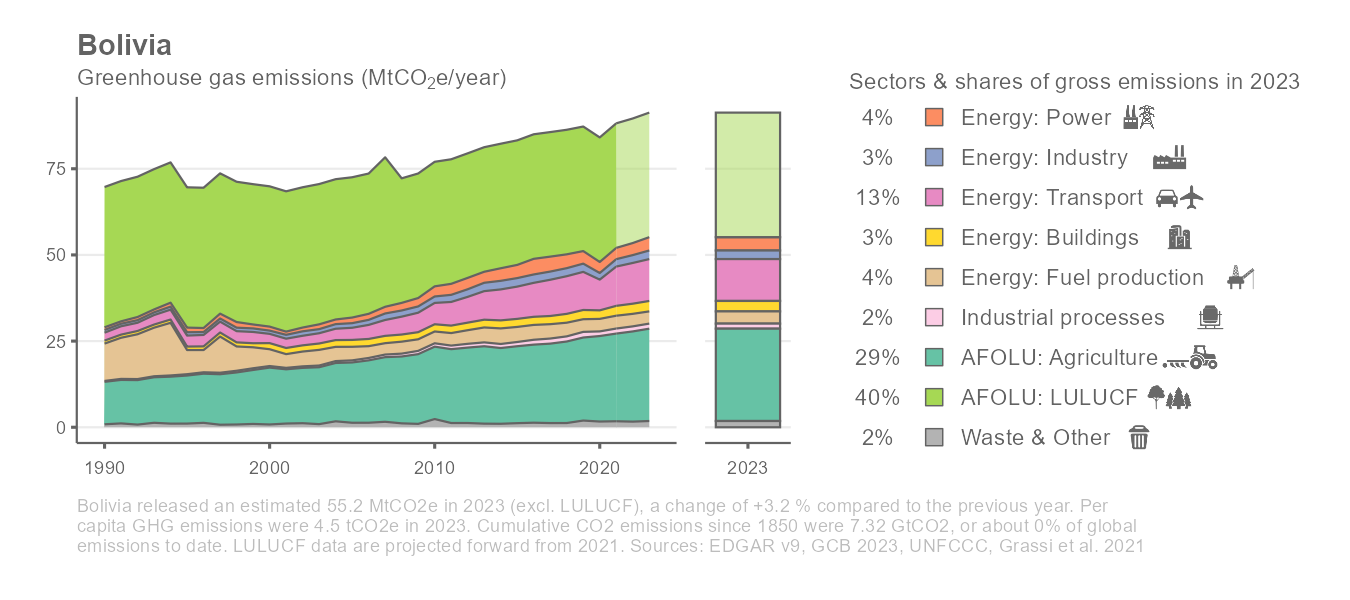 Bolivia
Greenhouse gas emissions (MtCO₂e/year)
75
50
25
0
1990
2000
2010
2020
2023
Sectors & shares of gross emissions in 2023
4% Energy: Power
3% Energy: Industry
13% Energy: Transport
3% Energy: Buildings
4% Energy: Fuel production
2% Industrial processes
29% AFOLU: Agriculture
40% AFOLU: LULUCF
2% Waste & Other
Bolivia released an estimated 55.2 MtCO2e in 2023 (excl. LULUCF), a change of +3.2 % compared to the previous year. Per
capita GHG emissions were 4.5 tCO2e in 2023. Cumulative CO2 emissions since 1850 were 7.32 GtCO2, or about 0% of global
emissions to date. LULUCF data are projected forward from 2021. Sources: EDGAR v9, GCB 2023, UNFCCC, Grassi et al. 2021